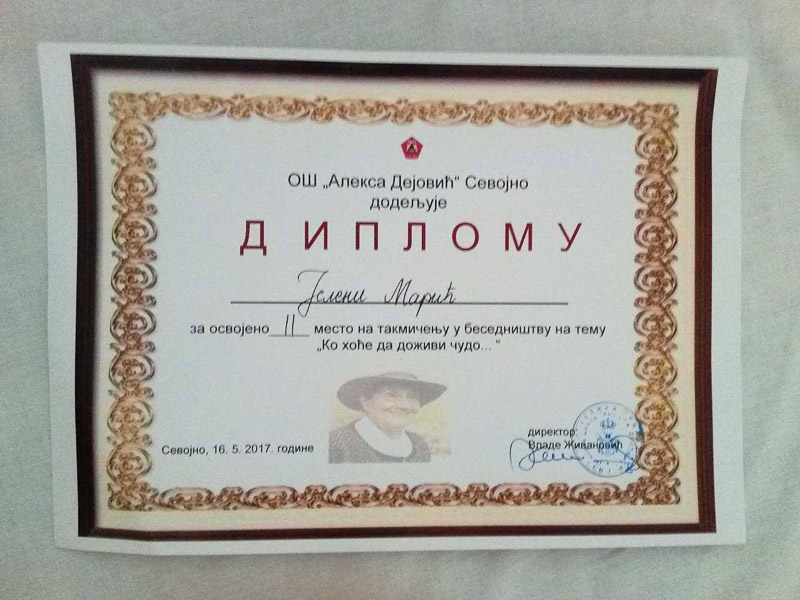 ОШ „Алекса Дејовић“ Севојно
додељује
ДИПЛОМУ
Јелени Марић
за освојено II место на такмичењу у беседништву на тему
„Ко хоће да доживи чудо... “
Севојно, 16. 5. 2017. године
директор:
Владе Живановић